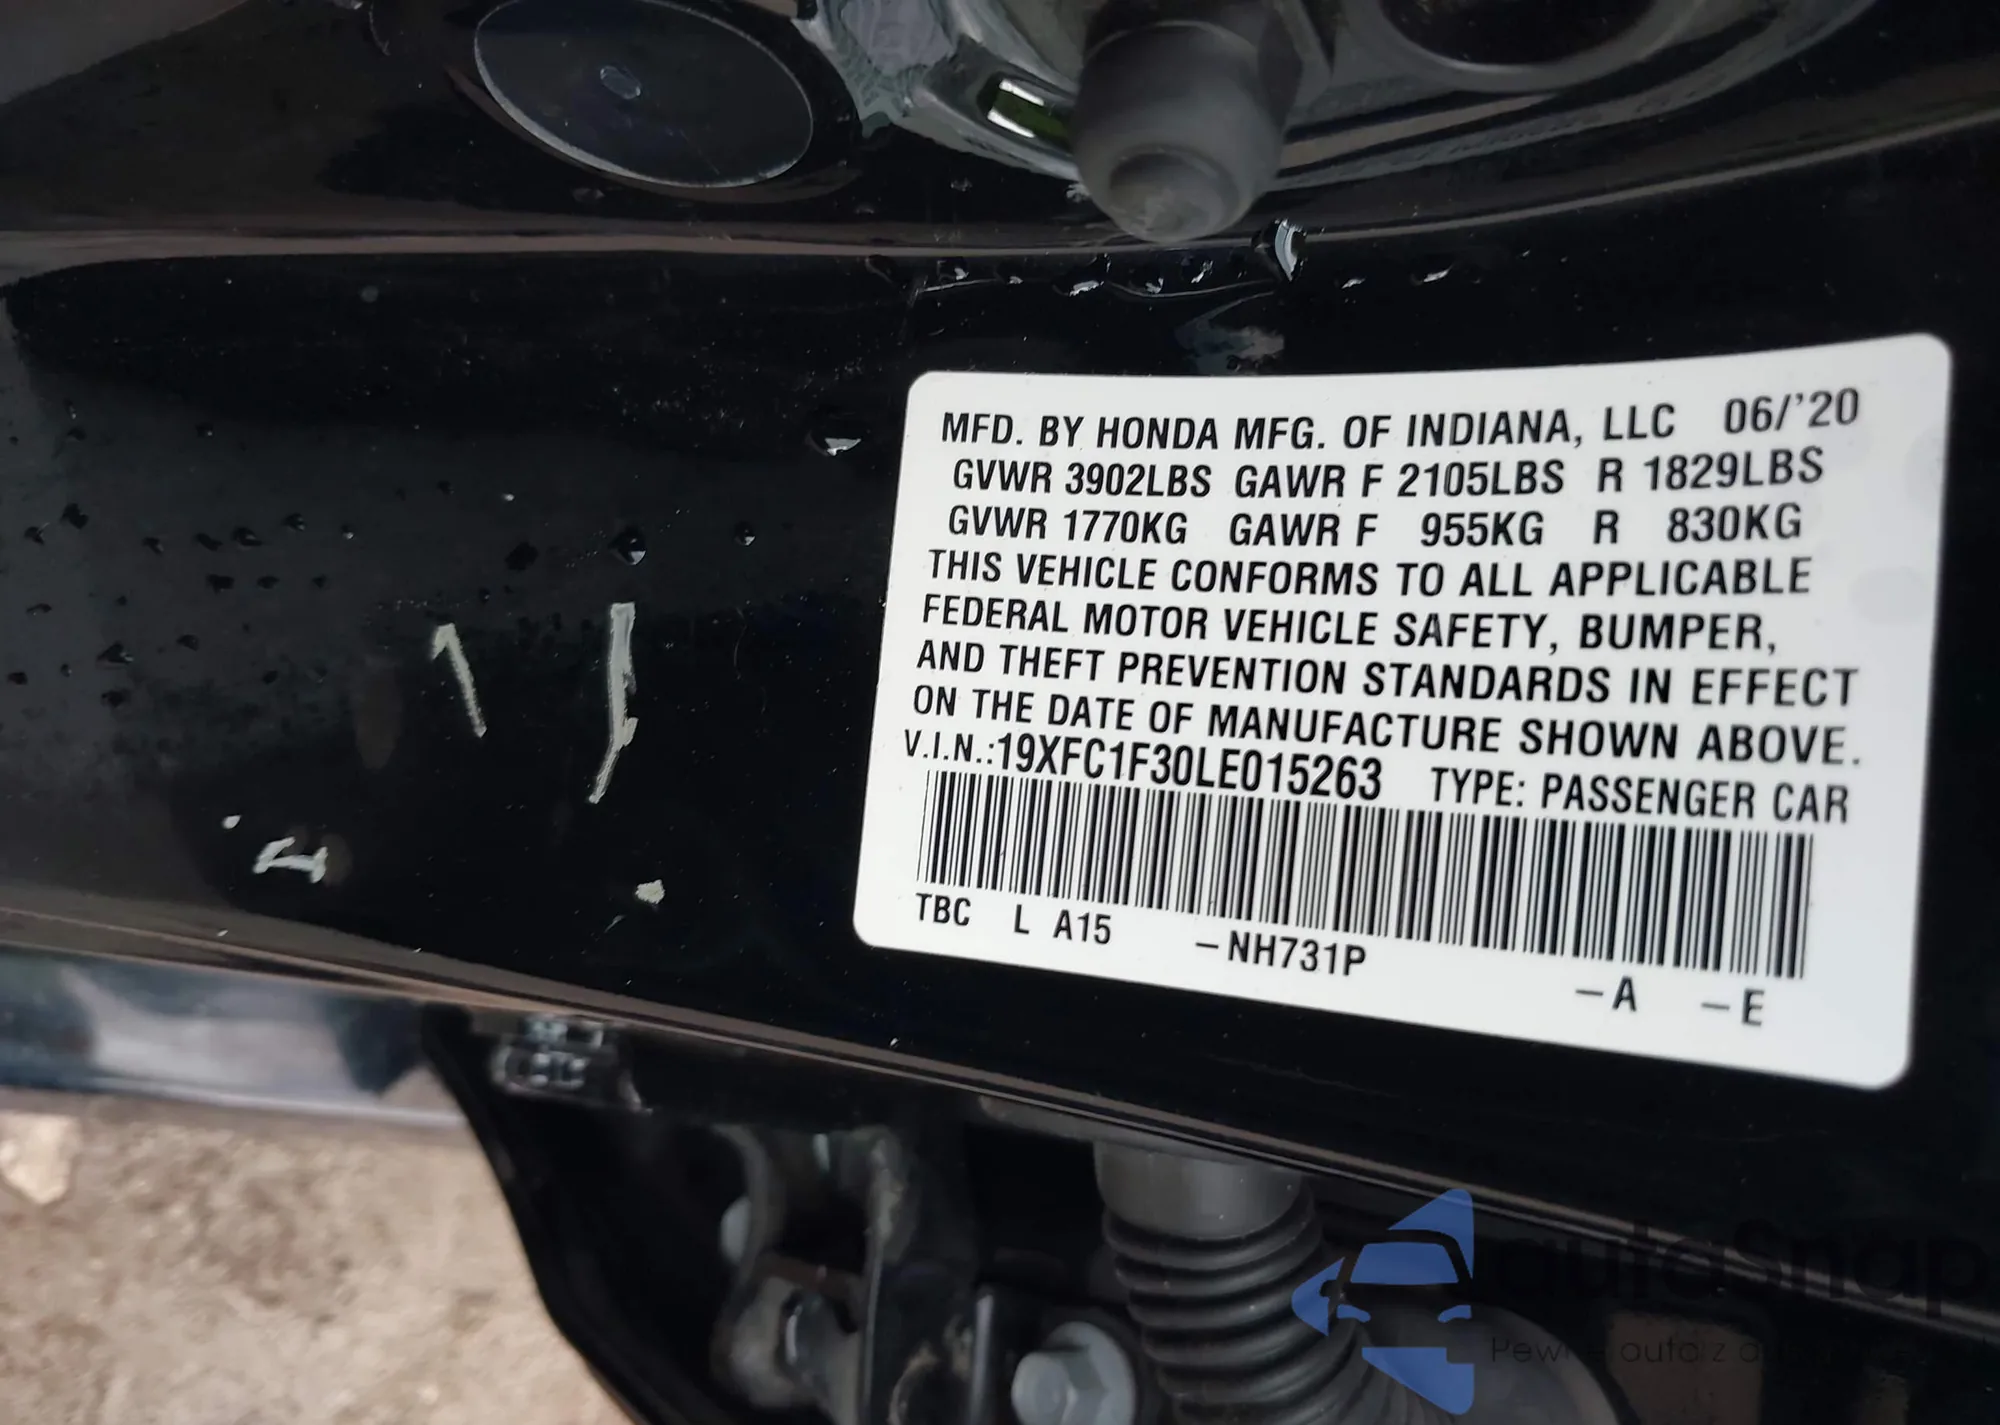 MFD. BY HONDA MFG. OF INDIANA, LLC 06/'20
GVWR 3902LBS GAWR F 2105LBS R 1829LBS
GVWR 1770KG GAWR F 955KG R 830KG
THIS VEHICLE CONFORMS TO ALL APPLICABLE
FEDERAL MOTOR VEHICLE SAFETY, BUMPER,
AND THEFT PREVENTION STANDARDS IN EFFECT
ON THE DATE OF MANUFACTURE SHOWN ABOVE.
V.I.N.:19XFC1F30LE015263 TYPE: PASSENGER CAR
TBC L A15 -NH731P -A -E
autaSnap
auta z